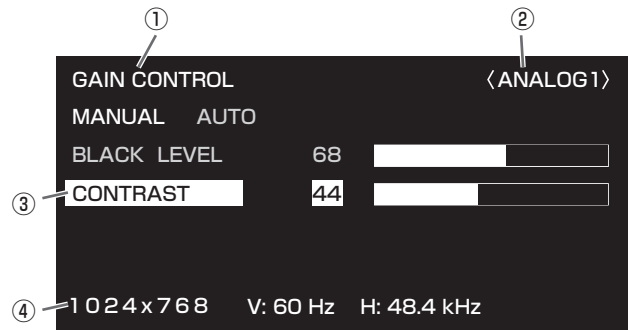 ① ②
GAIN CONTROL 〈ANALOG1〉
MANUAL AUTO
BLACK LEVEL 68
③ CONTRAST 44
④ 1024x768 V: 60 Hz H: 48.4 kHz